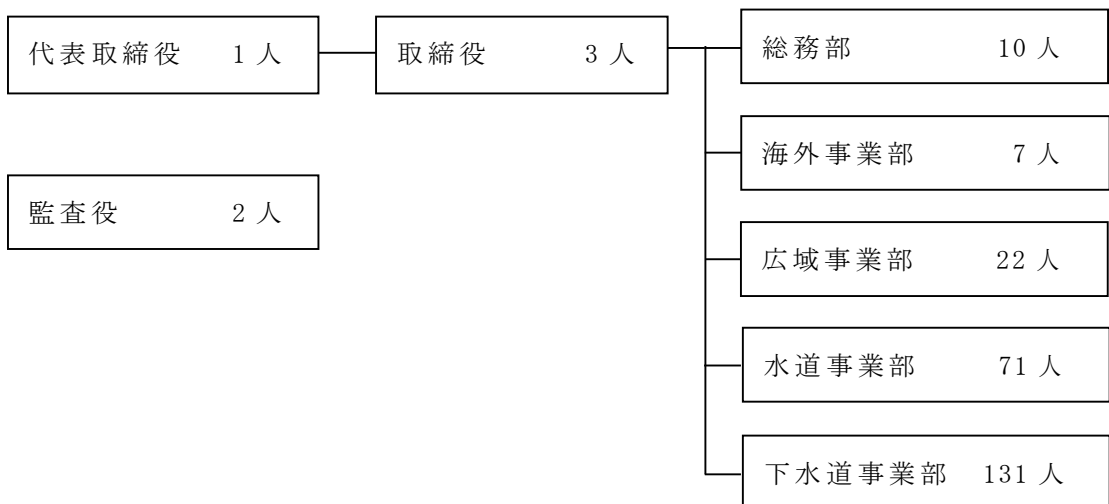 代表取締役 1人
取締役 3人
総務部 10人
海外事業部 7人
監査役 2人
広域事業部 22人
水道事業部 71人
下水道事業部 131人